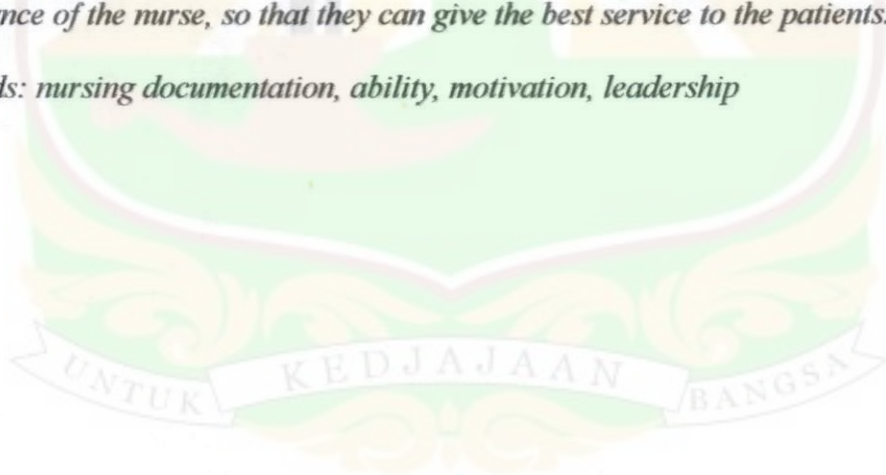 nce of the nurse, so that they can give the best service to the patients.
ds: nursing documentation, ability, motivation, leadership
UNTUK KEDJAJAAN BANGSA